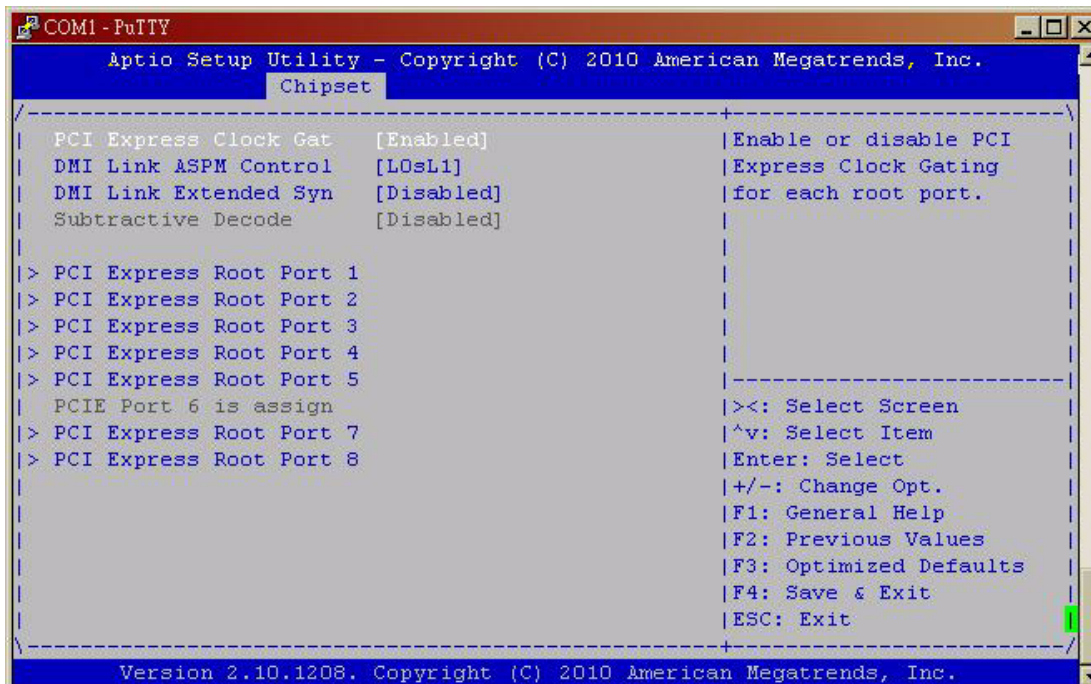 COM1 - PuTTY
Aptio Setup Utility - Copyright (C) 2010 American Megatrends, Inc.
Chipset
/----------------------------------------------------+--------------------------\
| PCI Express Clock Gat [Enabled] |Enable or disable PCI |
| DMI Link ASPM Control [L0sL1] |Express Clock Gating |
| DMI Link Extended Syn [Disabled] |for each root port. |
| Subtractive Decode [Disabled] | |
| | |
|> PCI Express Root Port 1 | |
|> PCI Express Root Port 2 | |
|> PCI Express Root Port 3 | |
|> PCI Express Root Port 4 | |
|> PCI Express Root Port 5 |--------------------------|
| PCIE Port 6 is assign |><: Select Screen |
|> PCI Express Root Port 7 |^v: Select Item |
|> PCI Express Root Port 8 |Enter: Select |
| |+/-: Change Opt. |
| |F1: General Help |
| |F2: Previous Values |
| |F3: Optimized Defaults |
| |F4: Save & Exit |
| |ESC: Exit |
\----------------------------------------------------+--------------------------/
Version 2.10.1208. Copyright (C) 2010 American Megatrends, Inc.